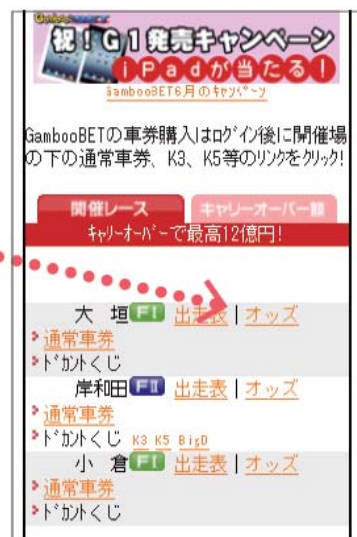 GambooBET
祝!G1発売キャンペーン
iPadが当たる!
GambooBET6月のキャンペーン
GambooBETの車券購入はログイン後に開催場
の下の通常車券、K3、K5等のリンクをクリック!
開催レース キャリーオーバー額
キャリーオーバーで最高12億円!
大 垣 FⅠ 出走表 | オッズ
通常車券
ドカントくじ
岸和田 FⅡ 出走表 | オッズ
通常車券
ドカントくじ K3 K5 BigD
小 倉 FⅠ 出走表 | オッズ
通常車券
ドカントくじ